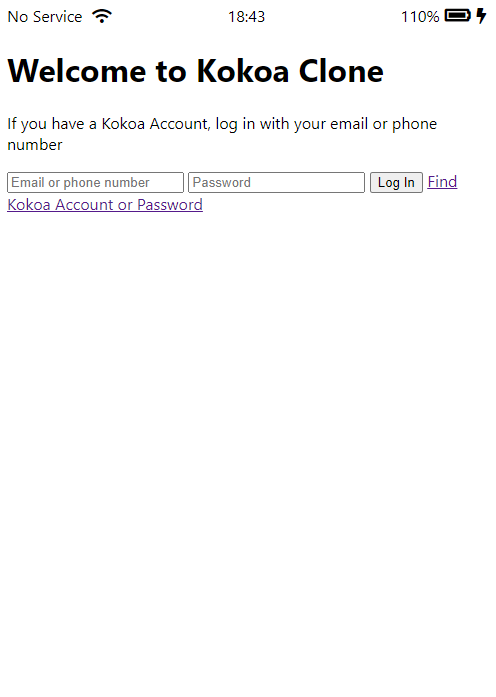 No Service 18:43 110%
Welcome to Kokoa Clone
If you have a Kokoa Account, log in with your email or phone
number
Email or phone number Password Log In Find
Kokoa Account or Password